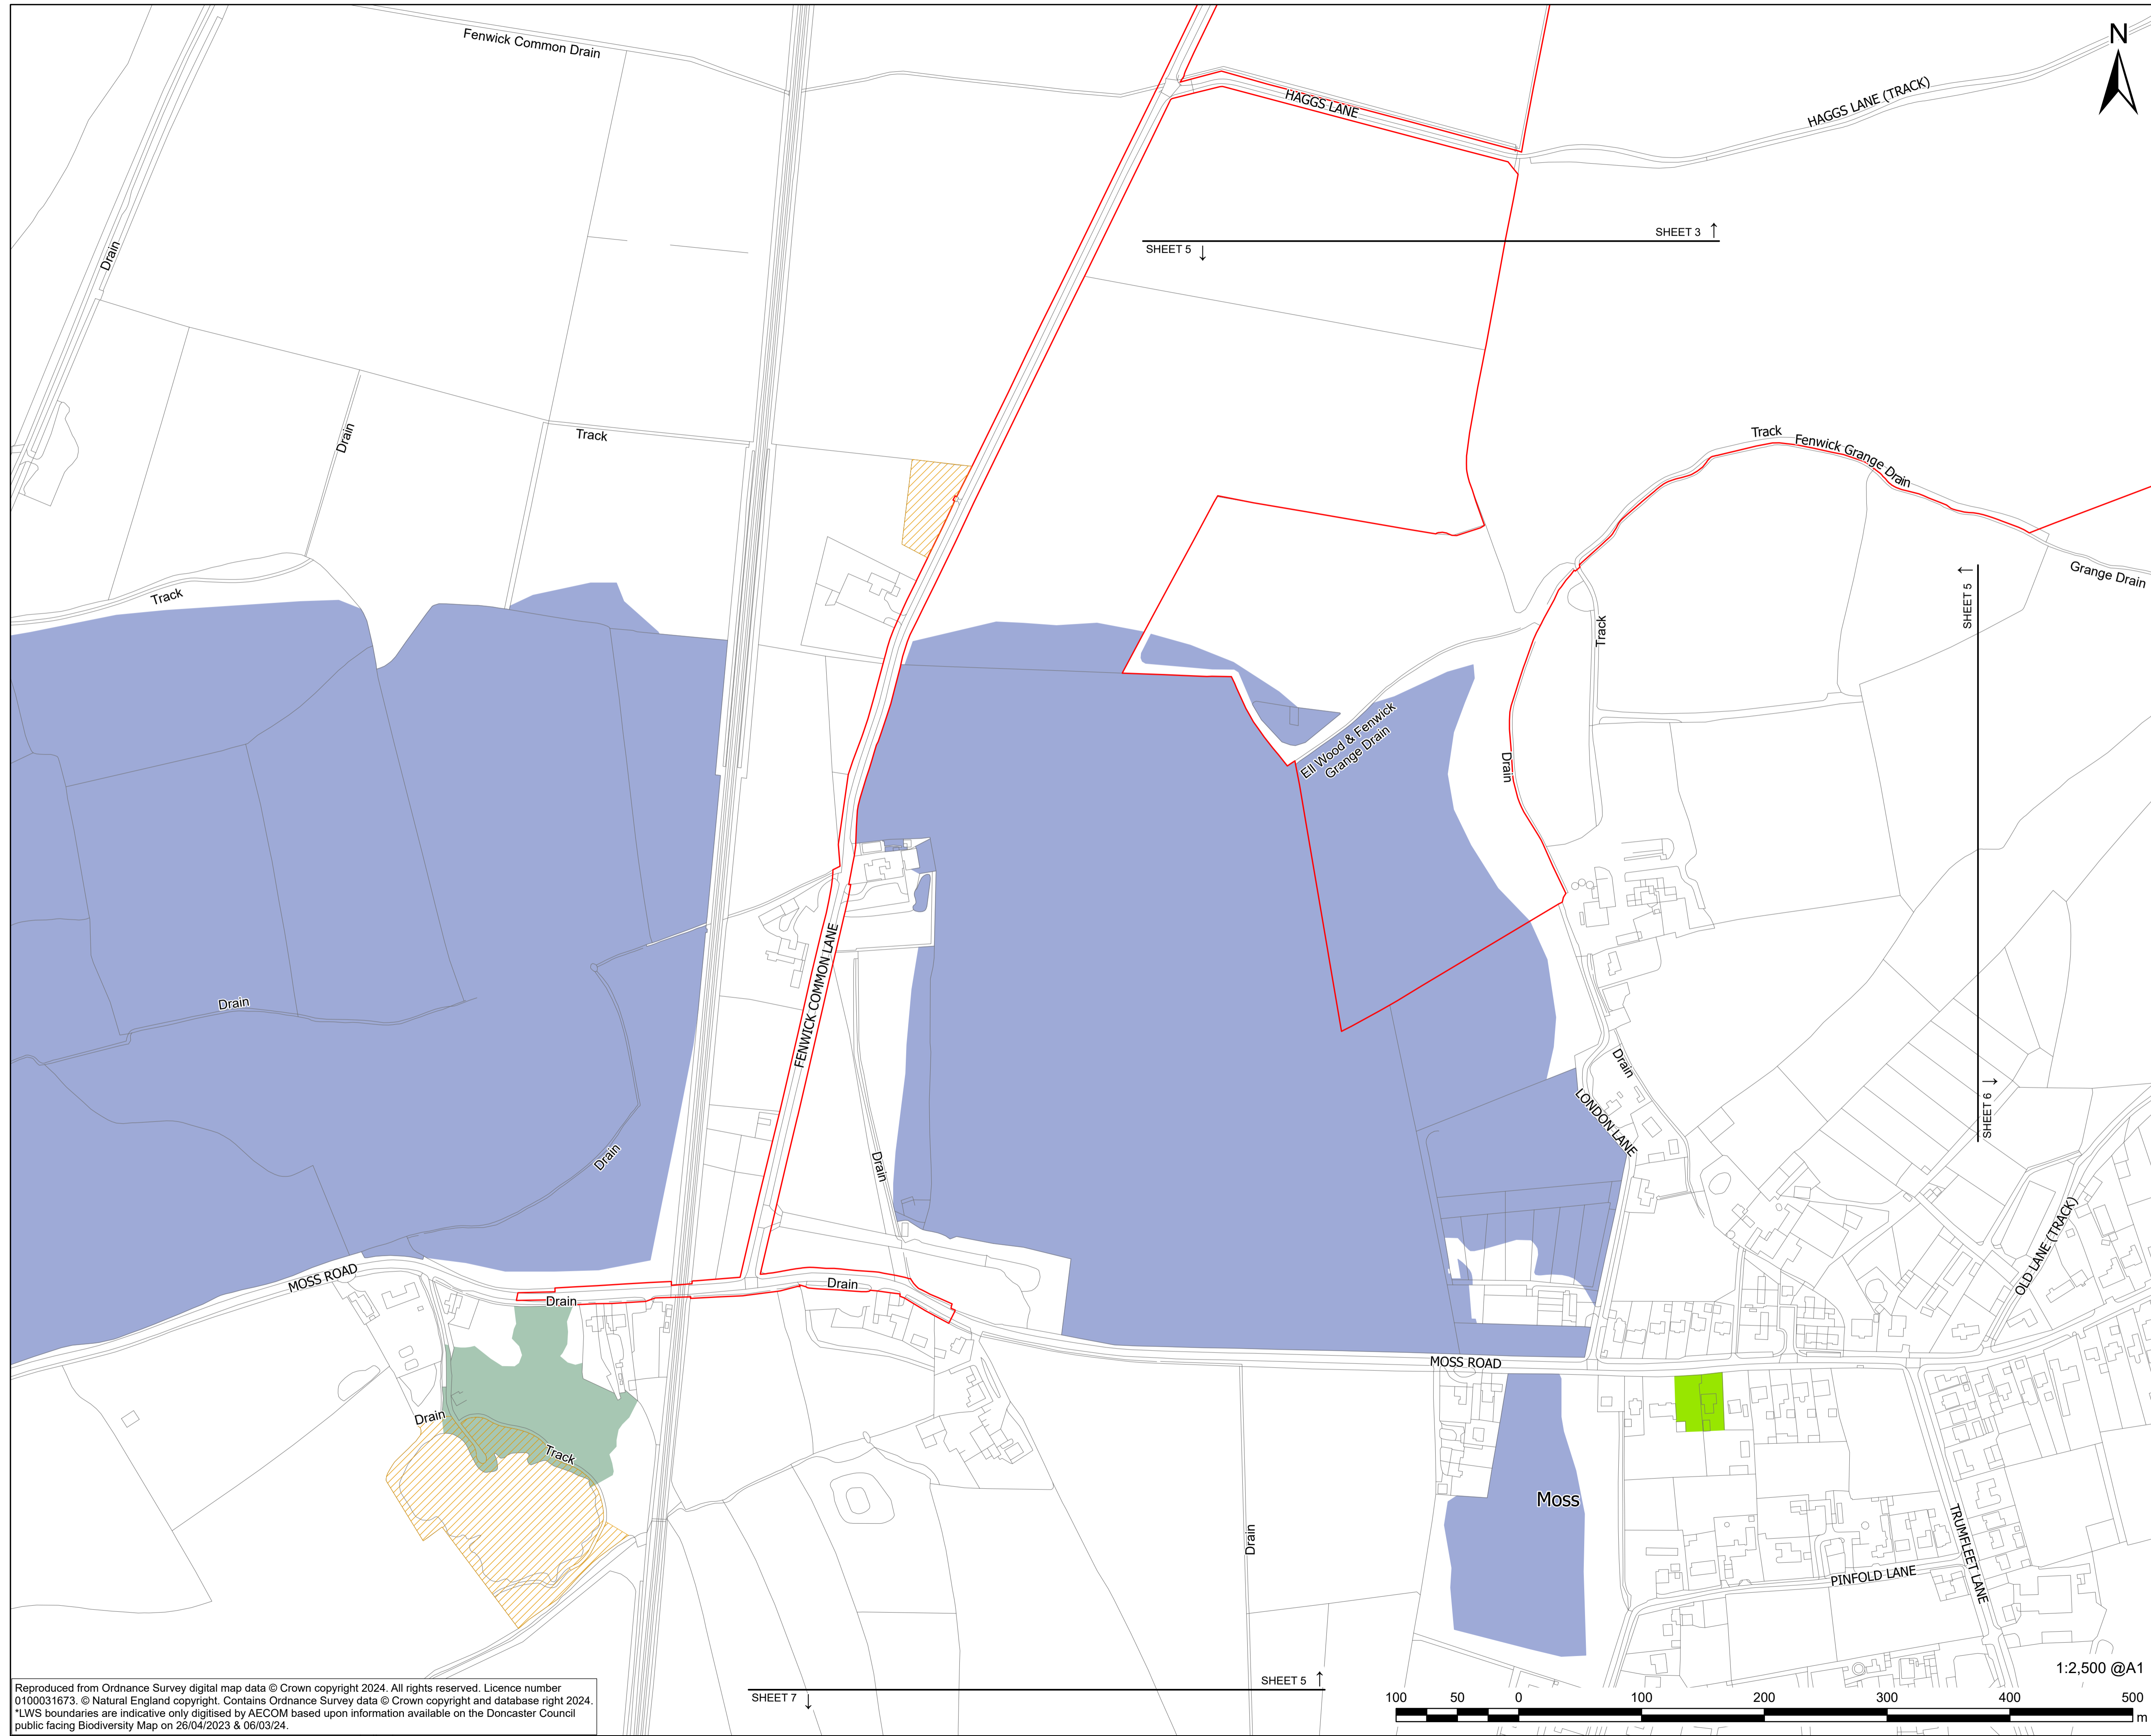 Fenwick Common Drain
N
HAGGS LANE
HAGGS LANE (TRACK)
Drain
SHEET 3 ↑
SHEET 5 ↓
Drain
Track
Track
Fenwick Grange Drain
Grange Drain
SHEET 5 ↑
Track
Track
Ell Wood & Fenwick
Grange Drain
Drain
FENWICK COMMON LANE
Drain
Drain
SHEET 6 ↓
LONDON LANE
Drain
Drain
OLD LANE (TRACK)
MOSS ROAD
Drain
Drain
MOSS ROAD
Drain
Track
Moss
Drain
TRUMFLEET LANE
PINFOLD LANE
1:2,500 @A1
SHEET 5 ↑
SHEET 7 ↓
100 50 0 100 200 300 400 500
m
Reproduced from Ordnance Survey digital map data © Crown copyright 2024. All rights reserved. Licence number
0100031673. © Natural England copyright. Contains Ordnance Survey data © Crown copyright and database right 2024.
*LWS boundaries are indicative only digitised by AECOM based upon information available on the Doncaster Council
public facing Biodiversity Map on 26/04/2023 & 06/03/24.